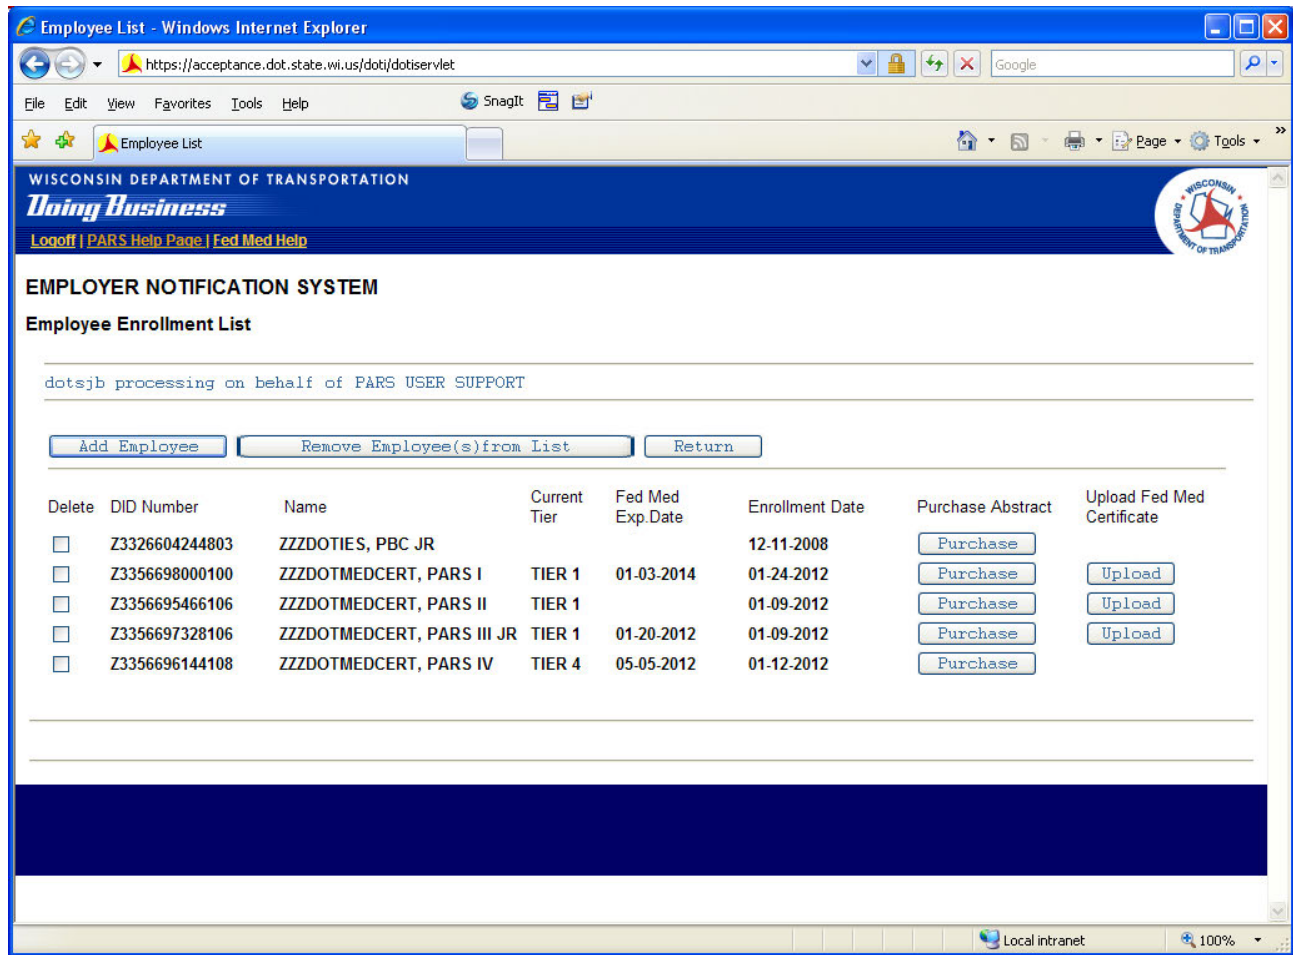 Employee List - Windows Internet Explorer
https://acceptance.dot.state.wi.us/doti/dotiservlet
Google
File Edit View Favorites Tools Help SnagIt
Employee List
Page Tools »
WISCONSIN DEPARTMENT OF TRANSPORTATION
Doing Business
WISCONSIN DEPARTMENT OF TRANSPORTATION
Logoff | PARS Help Page | Fed Med Help
EMPLOYER NOTIFICATION SYSTEM
Employee Enrollment List
dotsjb processing on behalf of PARS USER SUPPORT
Add Employee Remove Employee(s)from List Return
Delete DID Number Name Current Tier Fed Med Exp.Date Enrollment Date Purchase Abstract Upload Fed Med Certificate
Z3326604244803 ZZZDOTIES, PBC JR 12-11-2008 Purchase
Z3356698000100 ZZZDOTMEDCERT, PARS I TIER 1 01-03-2014 01-24-2012 Purchase Upload
Z3356695466106 ZZZDOTMEDCERT, PARS II TIER 1 01-09-2012 Purchase Upload
Z3356697328106 ZZZDOTMEDCERT, PARS III JR TIER 1 01-20-2012 01-09-2012 Purchase Upload
Z3356696144108 ZZZDOTMEDCERT, PARS IV TIER 4 05-05-2012 01-12-2012 Purchase
Local intranet 100%